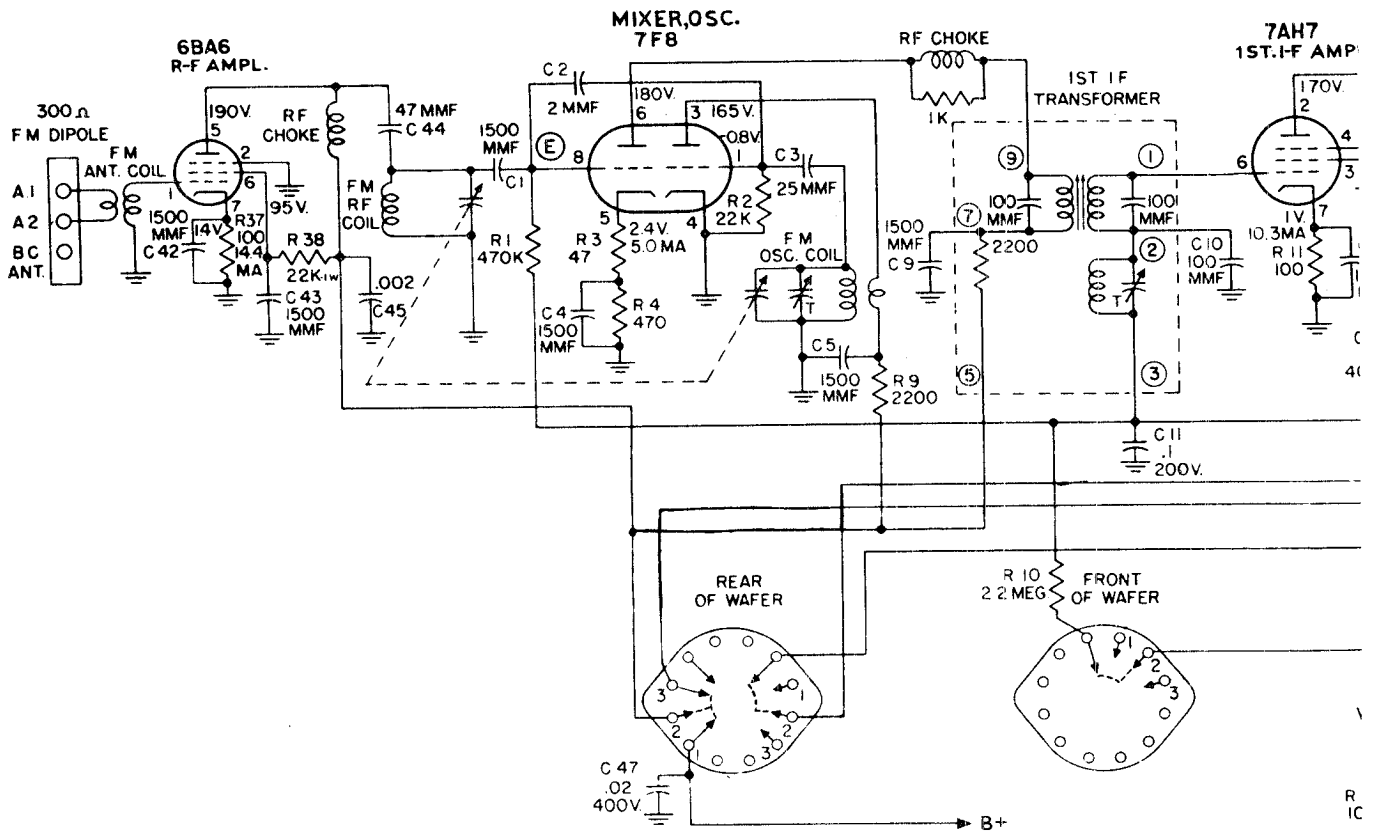 MIXER,OSC.
7F8
6BA6
R-F AMPL.
7AH7
1ST. I-F AMP
RF CHOKE
1K
1ST IF
TRANSFORMER
300Ω
FM DIPOLE
FM
ANT. COIL
A1
A2
BC
ANT.
190V.
5
2
6
1
7
95V.
1500
MMF
C42
14V
R37
100
14.4
MA
R 38
22K 1W
C43
1500
MMF
.002
C45
RF
CHOKE
47 MMF
C 44
FM
RF
COIL
1500
MMF
C1
E
C2
2 MMF
180V.
6
3
165V.
-0.8V.
8
1
5
4
2.4V.
5.0 MA
R1
470K
R3
47
C4
1500
MMF
R4
470
R2
22K
C3
25 MMF
FM
OSC. COIL
T
C5
1500
MMF
R9
2200
1500
MMF
C9
9
100
MMF
7
2200
5
1
100
MMF
2
T
3
C10
100
MMF
C11
.1
200V.
170V.
2
6
4
3
1V.
7
10.3MA
R11
100
REAR
OF WAFER
3
2
1
1
2
3
R10
2.2MEG
FRONT
OF WAFER
1
2
3
C 47
.02
400V.
B+
R